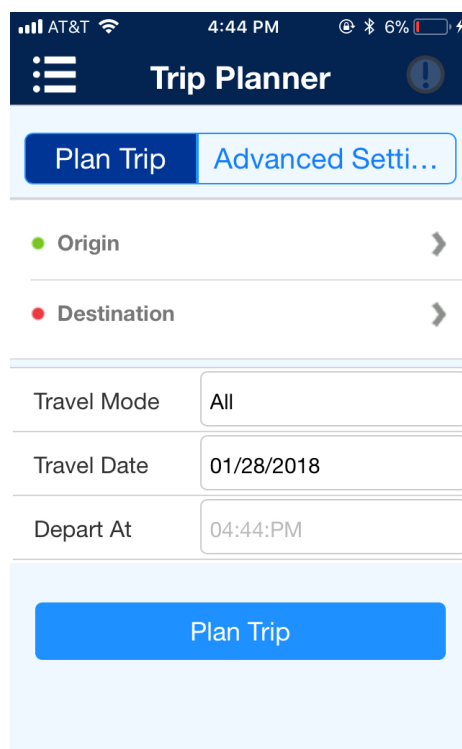 AT&T 4:44 PM 6%
Trip Planner
Plan Trip Advanced Setti...
Origin
Destination
Travel Mode All
Travel Date 01/28/2018
Depart At 04:44:PM
Plan Trip